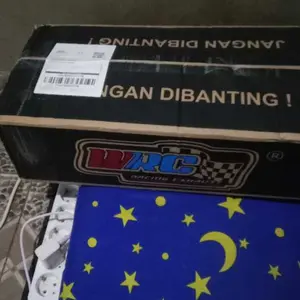 JANGAN DIBANTING !
JANGAN DIBANTING !
WRC
®
RACING EXHAUST